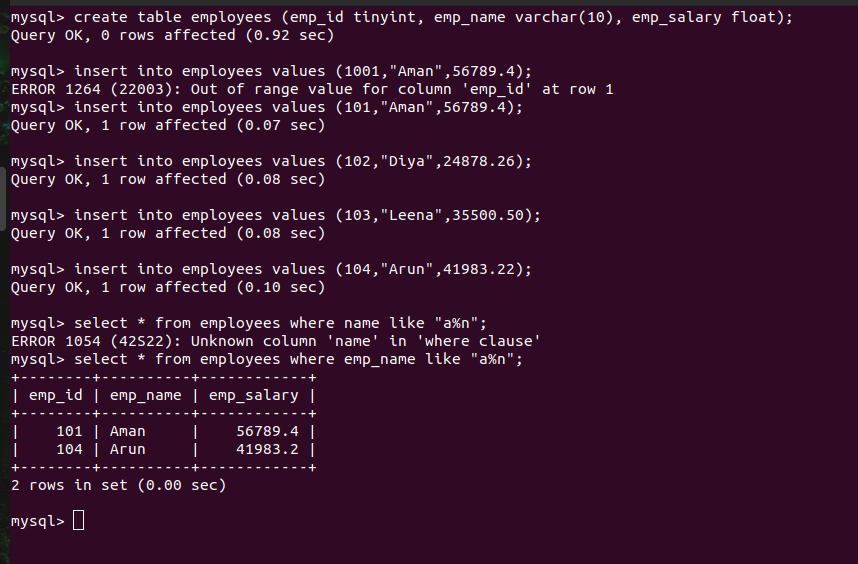 mysql> create table employees (emp_id tinyint, emp_name varchar(10), emp_salary float);
Query OK, 0 rows affected (0.92 sec)
mysql> insert into employees values (1001,"Aman",56789.4);
ERROR 1264 (22003): Out of range value for column 'emp_id' at row 1
mysql> insert into employees values (101,"Aman",56789.4);
Query OK, 1 row affected (0.07 sec)
mysql> insert into employees values (102,"Diya",24878.26);
Query OK, 1 row affected (0.08 sec)
mysql> insert into employees values (103,"Leena",35500.50);
Query OK, 1 row affected (0.08 sec)
mysql> insert into employees values (104,"Arun",41983.22);
Query OK, 1 row affected (0.10 sec)
mysql> select * from employees where name like "a%n";
ERROR 1054 (42S22): Unknown column 'name' in 'where clause'
mysql> select * from employees where emp_name like "a%n";
+--------+----------+------------+
| emp_id | emp_name | emp_salary |
+--------+----------+------------+
|    101 | Aman     |    56789.4 |
|    104 | Arun     |    41983.2 |
+--------+----------+------------+
2 rows in set (0.00 sec)
mysql>